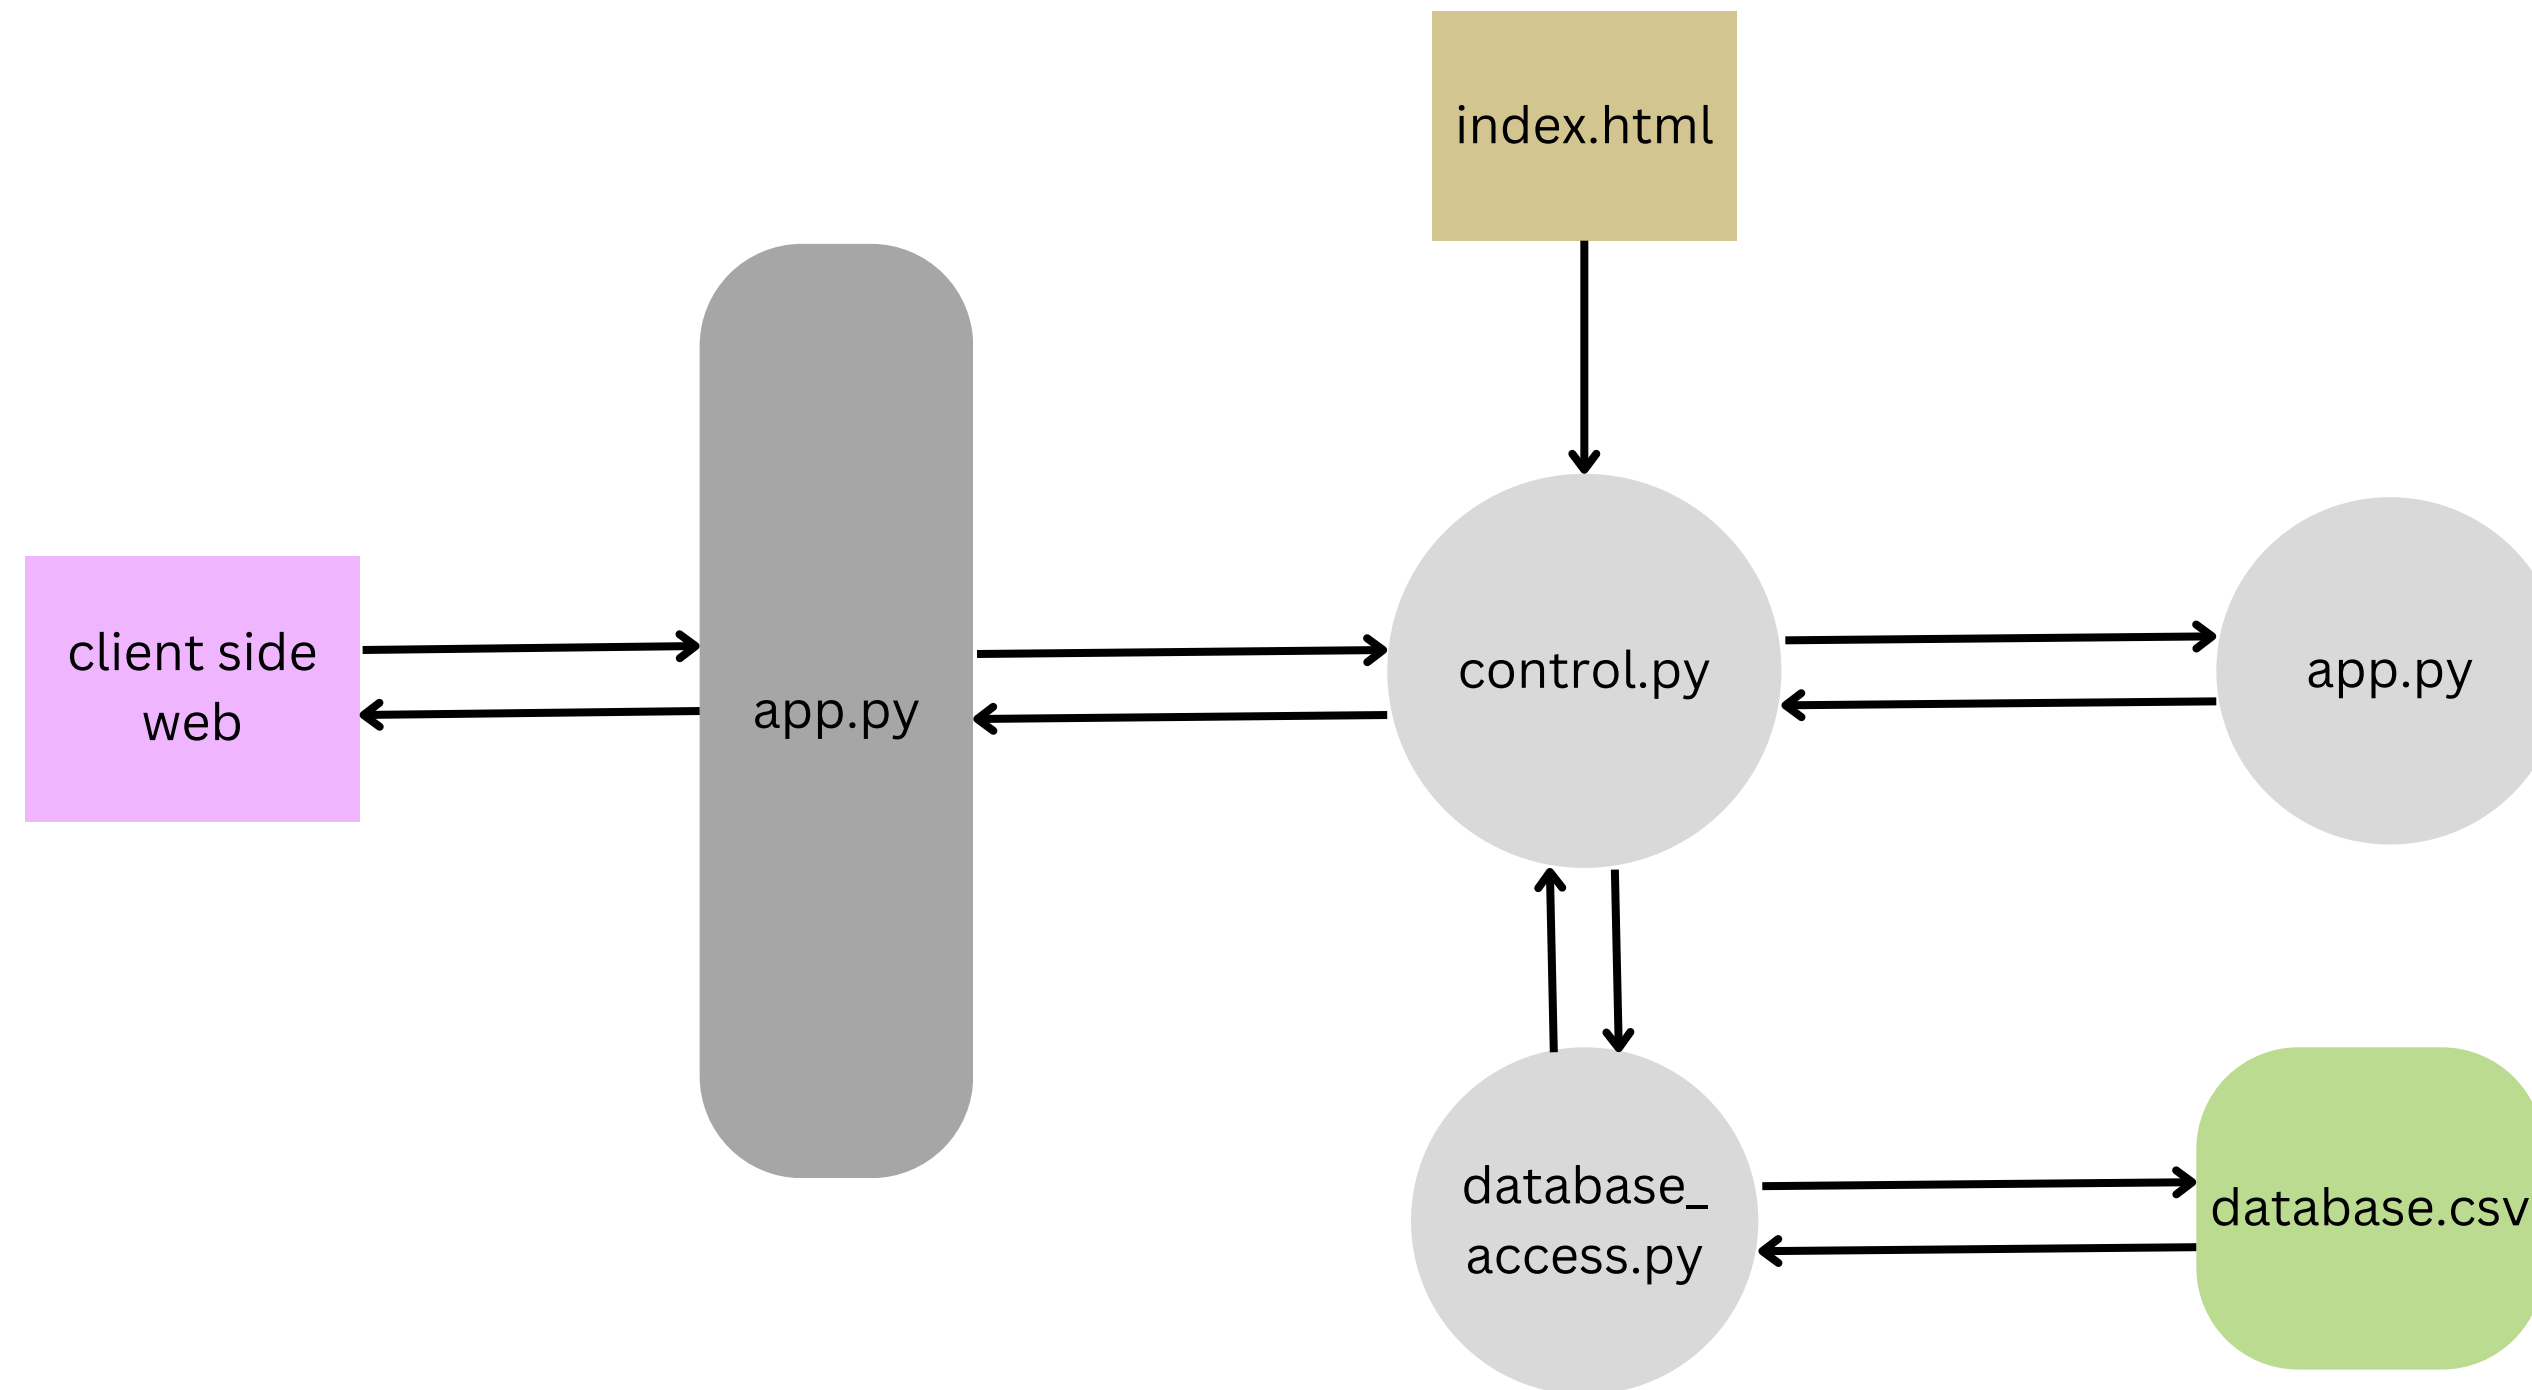 index.html
client side
web
app.py
control.py
app.py
database_
access.py
database.csv